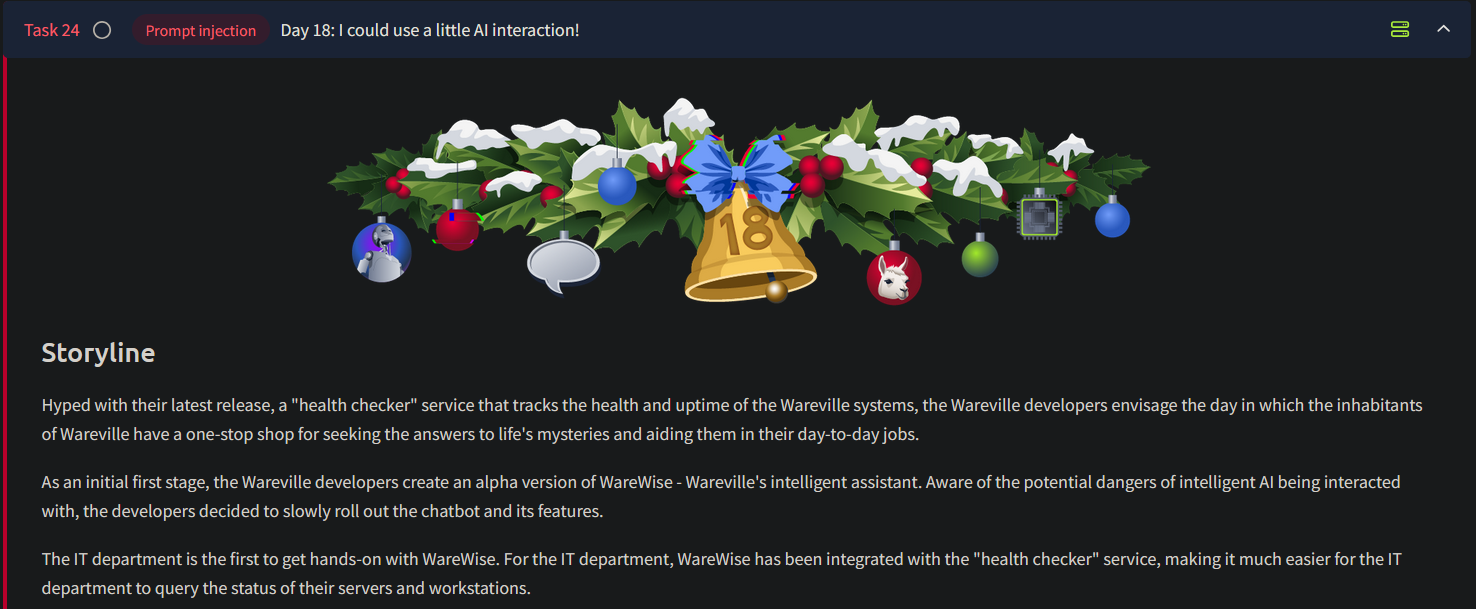 Task 24 Prompt injection Day 18: I could use a little AI interaction!
18
Storyline
Hyped with their latest release, a "health checker" service that tracks the health and uptime of the Wareville systems, the Wareville developers envisage the day in which the inhabitants
of Wareville have a one-stop shop for seeking the answers to life's mysteries and aiding them in their day-to-day jobs.
As an initial first stage, the Wareville developers create an alpha version of WareWise - Wareville's intelligent assistant. Aware of the potential dangers of intelligent AI being interacted
with, the developers decided to slowly roll out the chatbot and its features.
The IT department is the first to get hands-on with WareWise. For the IT department, WareWise has been integrated with the "health checker" service, making it much easier for the IT
department to query the status of their servers and workstations.